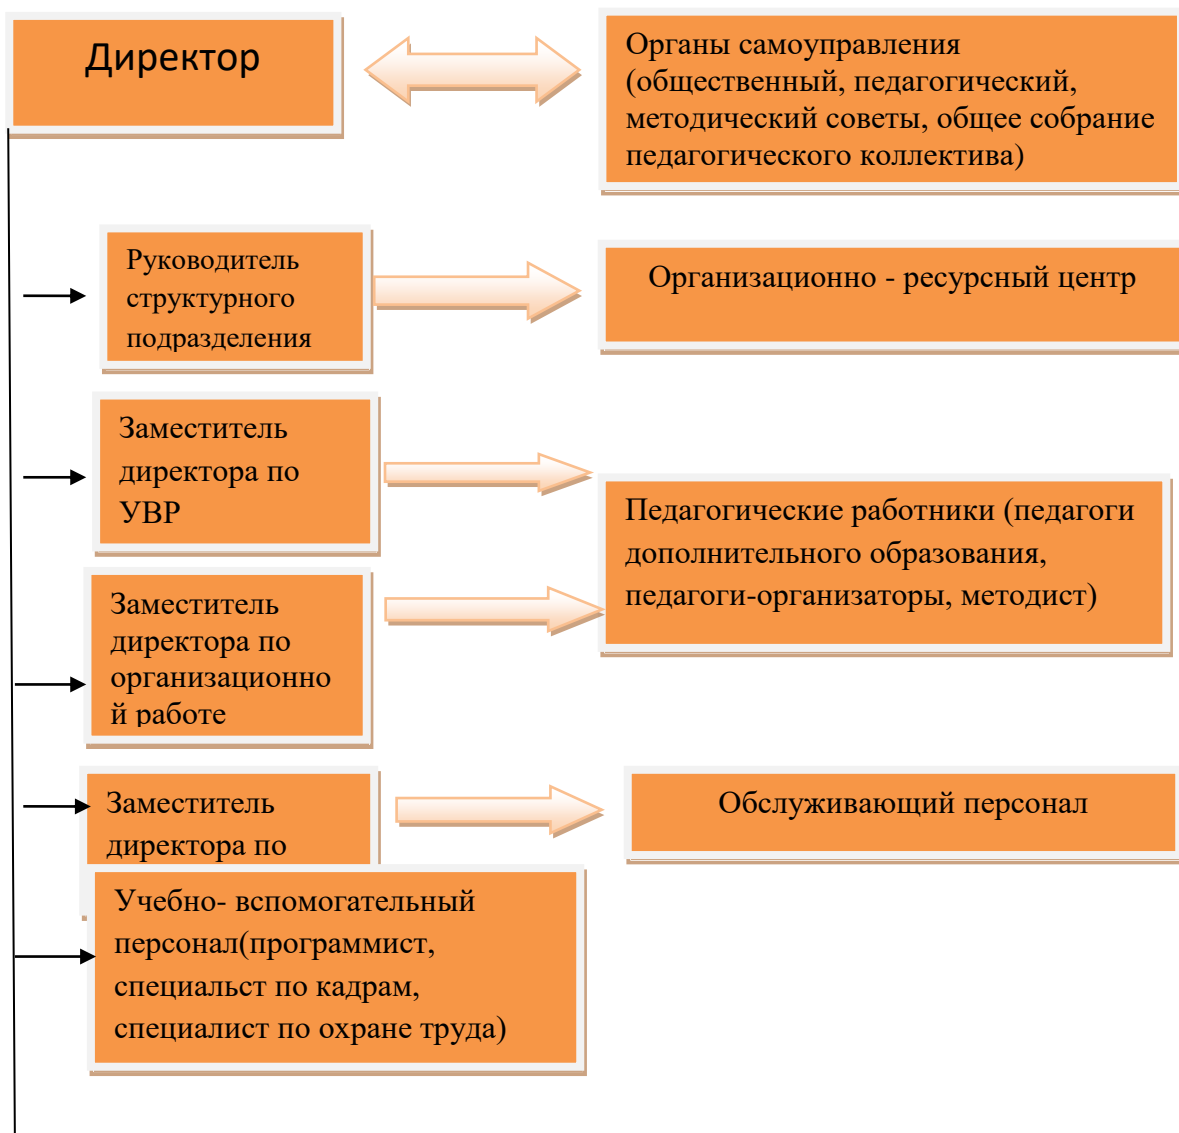 Директор
Органы самоуправления
(общественный, педагогический,
методический советы, общее собрание
педагогического коллектива)
Руководитель
структурного
подразделения
Организационно - ресурсный центр
Заместитель
директора по
УВР
Педагогические работники (педагоги
дополнительного образования,
педагоги-организаторы, методист)
Заместитель
директора по
организационно
й работе
Заместитель
директора по
Обслуживающий персонал
Учебно- вспомогательный
персонал(программист,
специальст по кадрам,
специалист по охране труда)